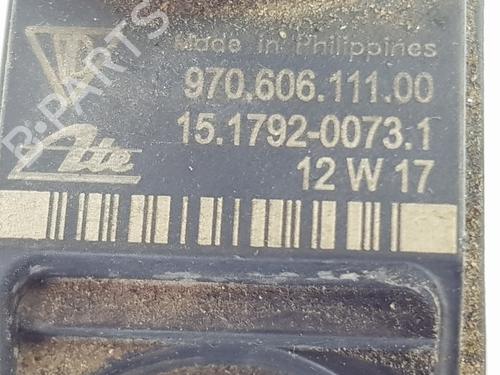 Made in Philippines
970.606.111.00
15.1792-0073.1
Ate
12 W 17
B-PARTS